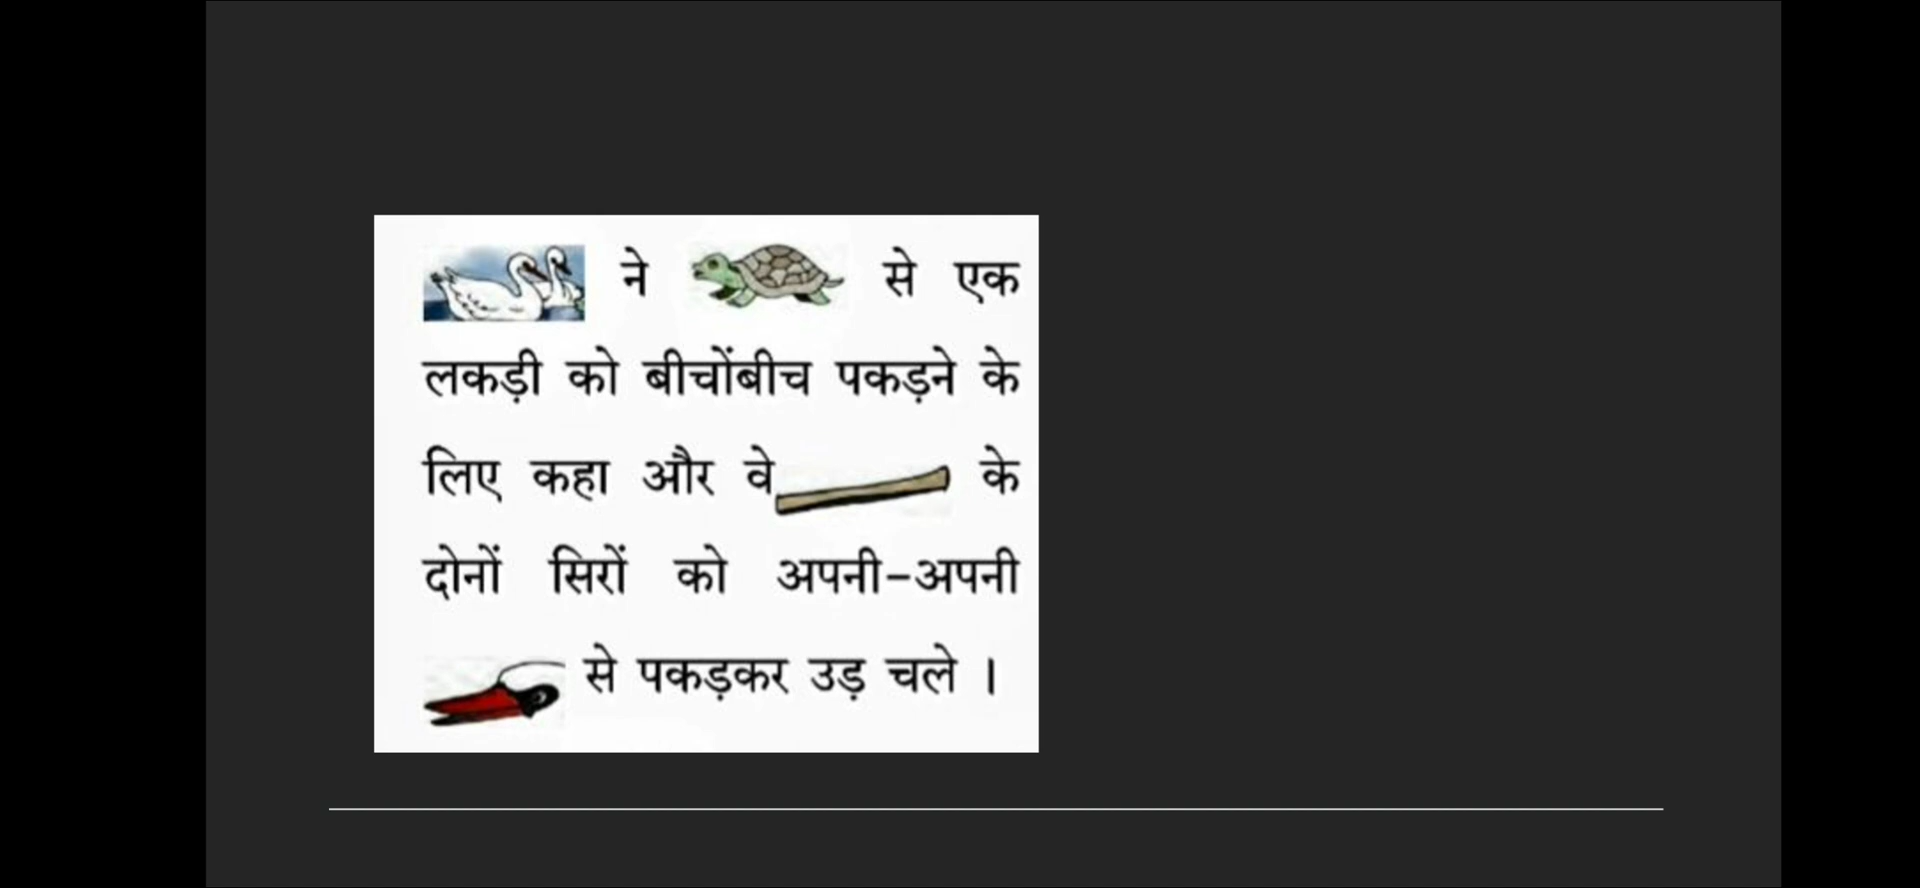 ने से एक
लकड़ी को बीचोंबीच पकड़ने के
लिए कहा और वे के
दोनों सिरों को अपनी-अपनी
से पकड़कर उड़ चले ।